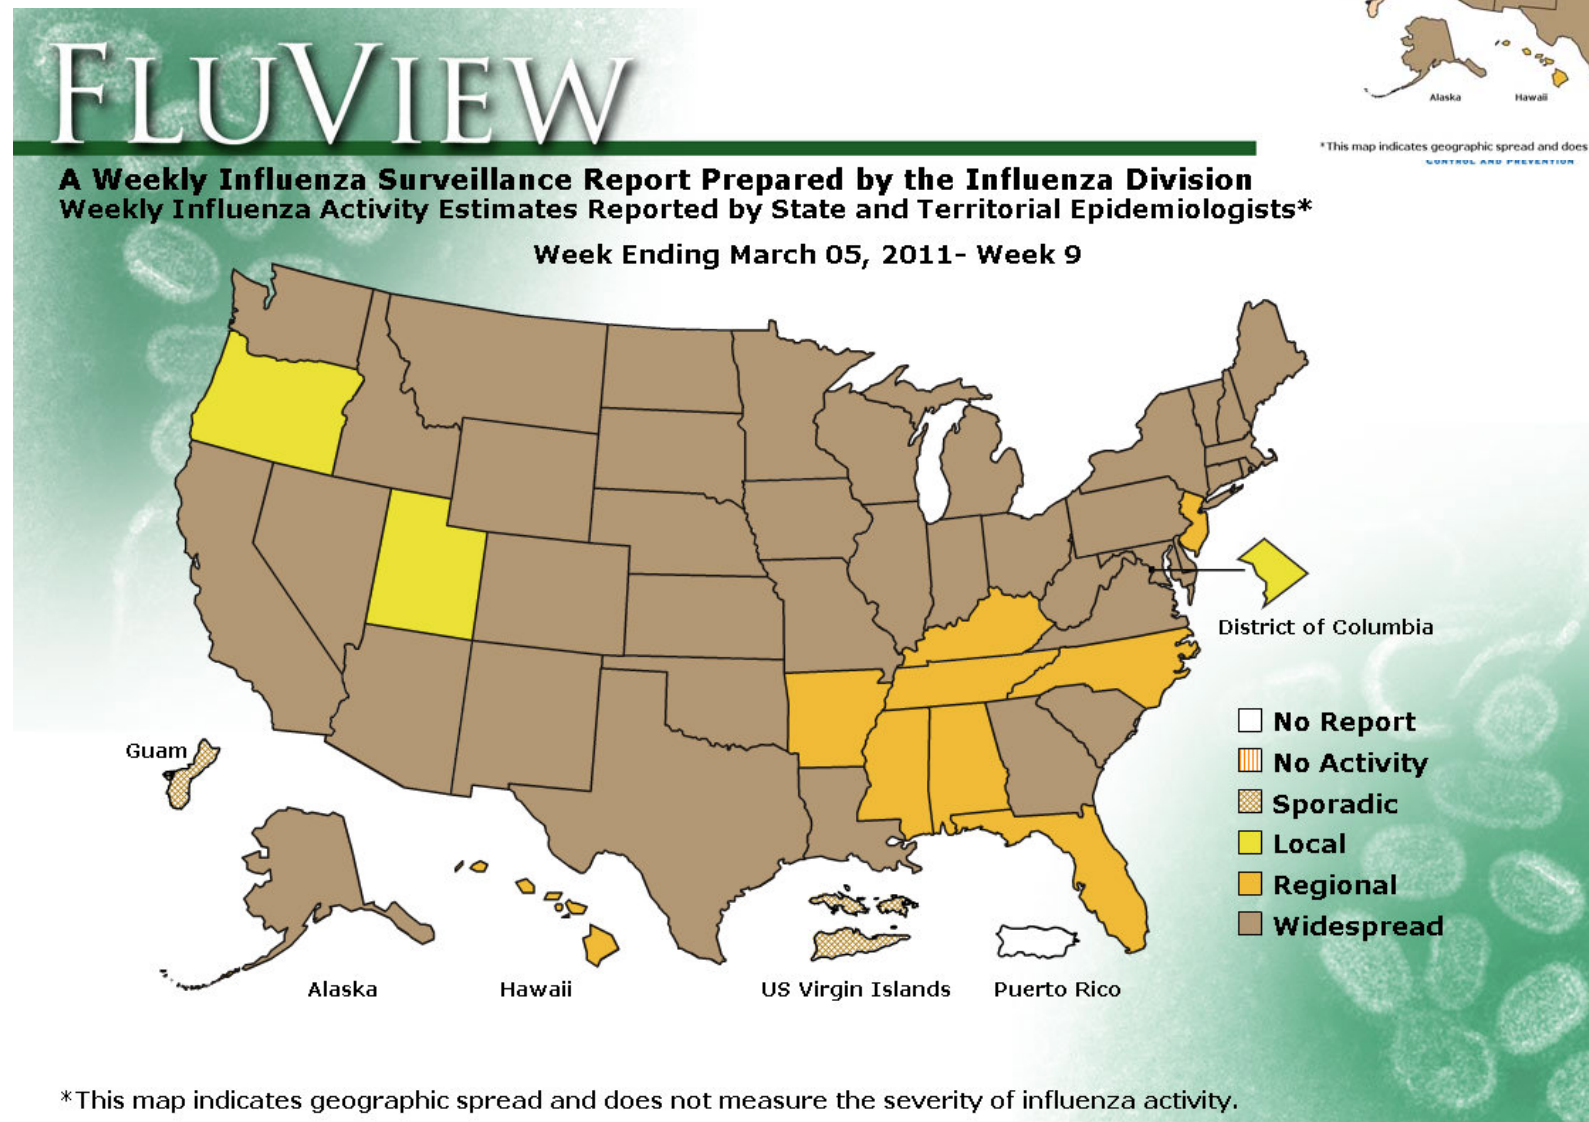 FLUVIEW
Alaska
Hawaii
*This map indicates geographic spread and does
CONTROL AND PREVENTION
A Weekly Influenza Surveillance Report Prepared by the Influenza Division
Weekly Influenza Activity Estimates Reported by State and Territorial Epidemiologists*
Week Ending March 05, 2011- Week 9
District of Columbia
No Report
No Activity
Sporadic
Local
Regional
Widespread
Guam
Alaska
Hawaii
US Virgin Islands
Puerto Rico
*This map indicates geographic spread and does not measure the severity of influenza activity.